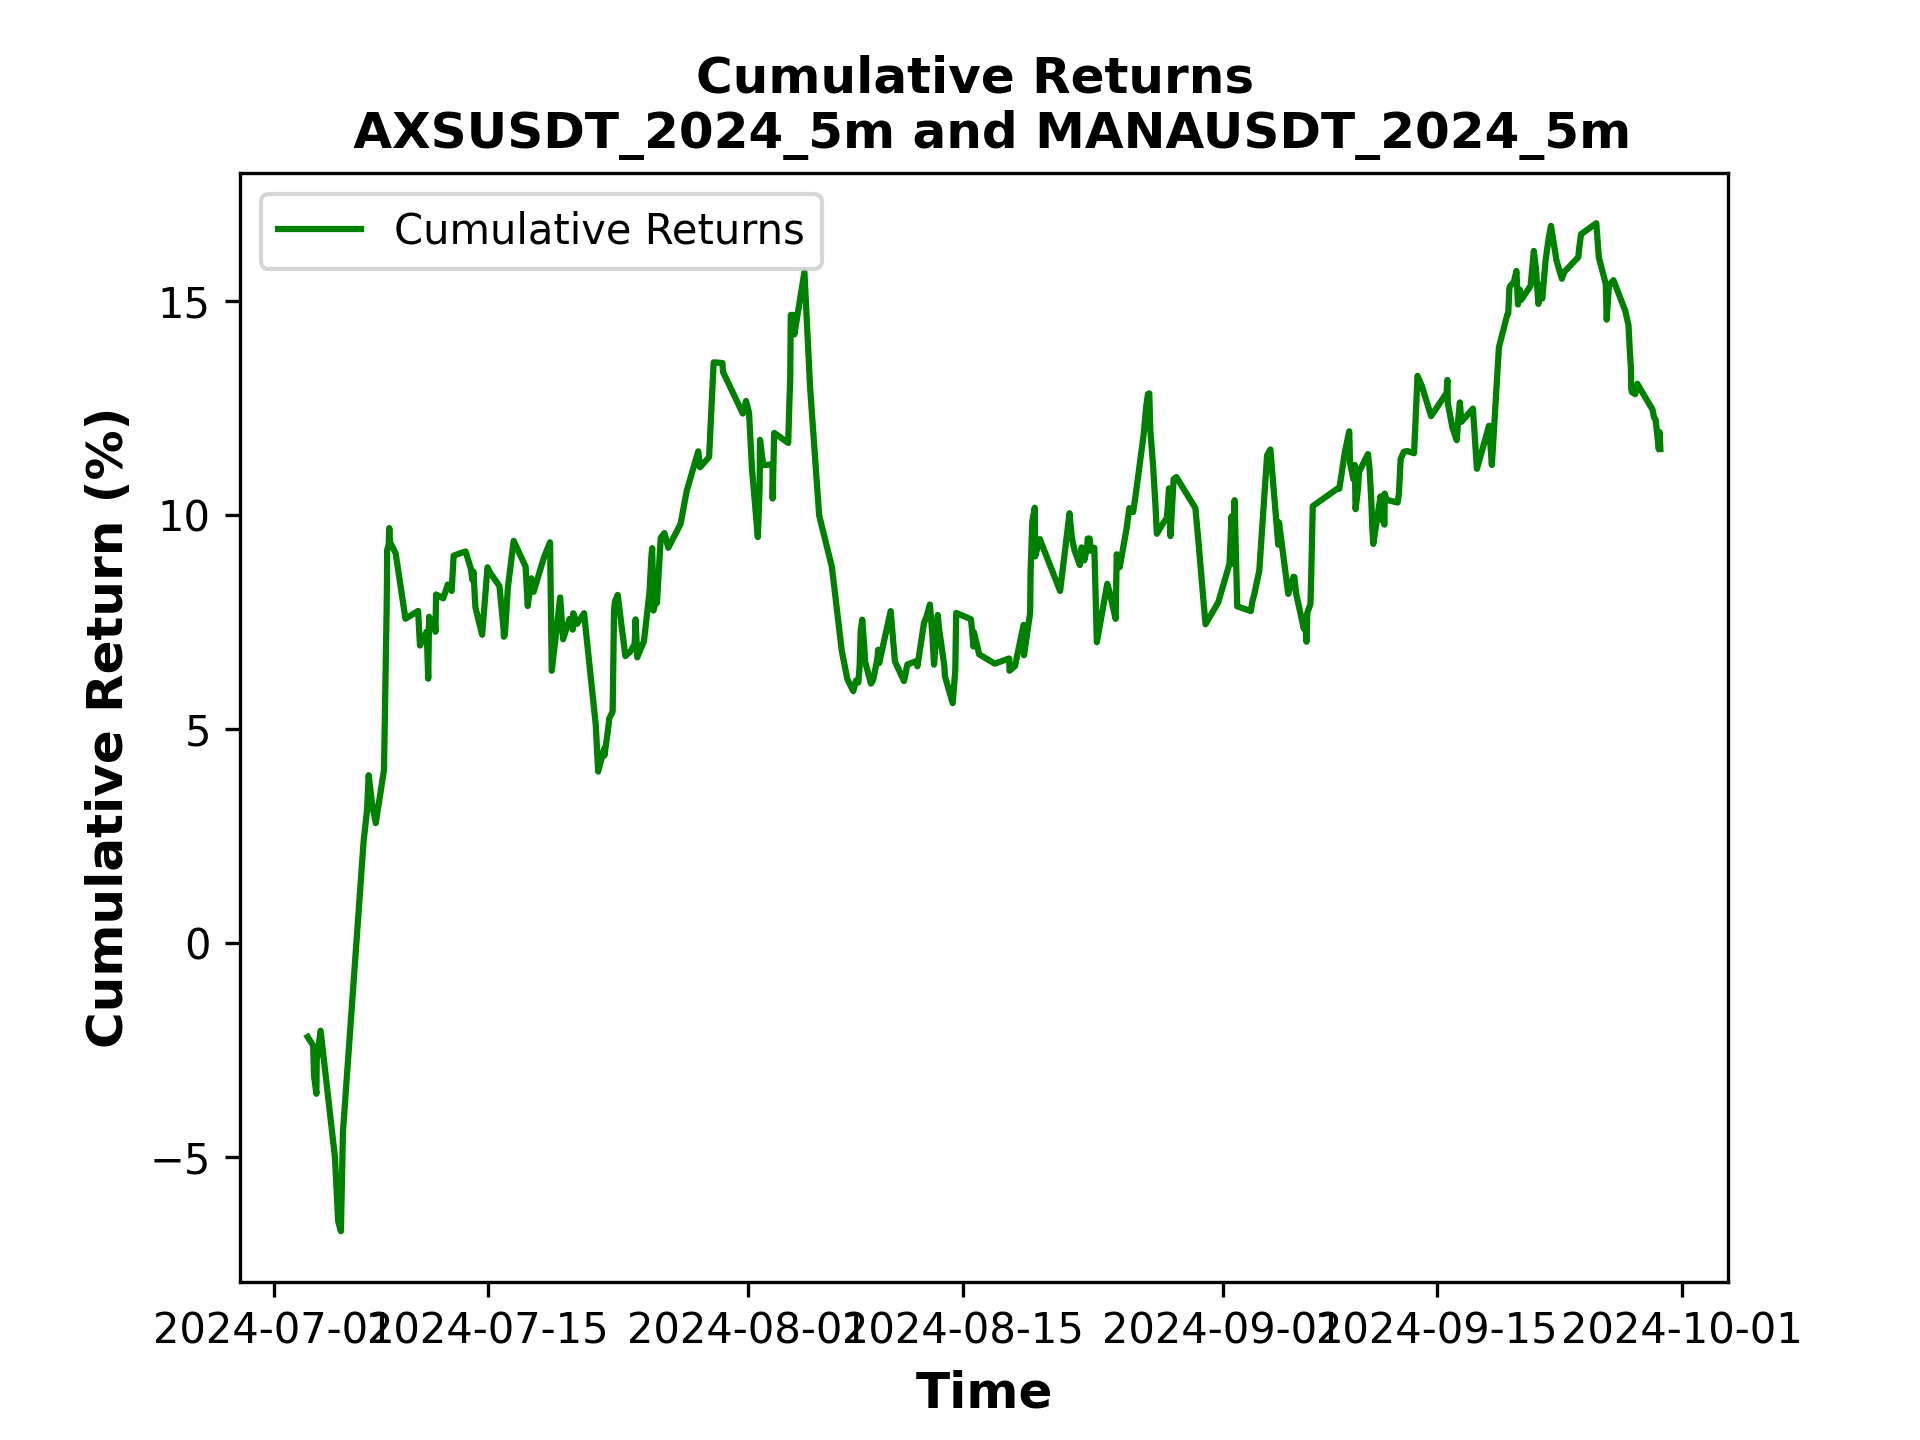 Cumulative Returns
AXSUSDT_2024_5m and MANAUSDT_2024_5m
Cumulative Returns
Cumulative Return (%)
15
10
5
0
−5
2024-07-01 2024-07-15 2024-08-01 2024-08-15 2024-09-01 2024-09-15 2024-10-01
Time